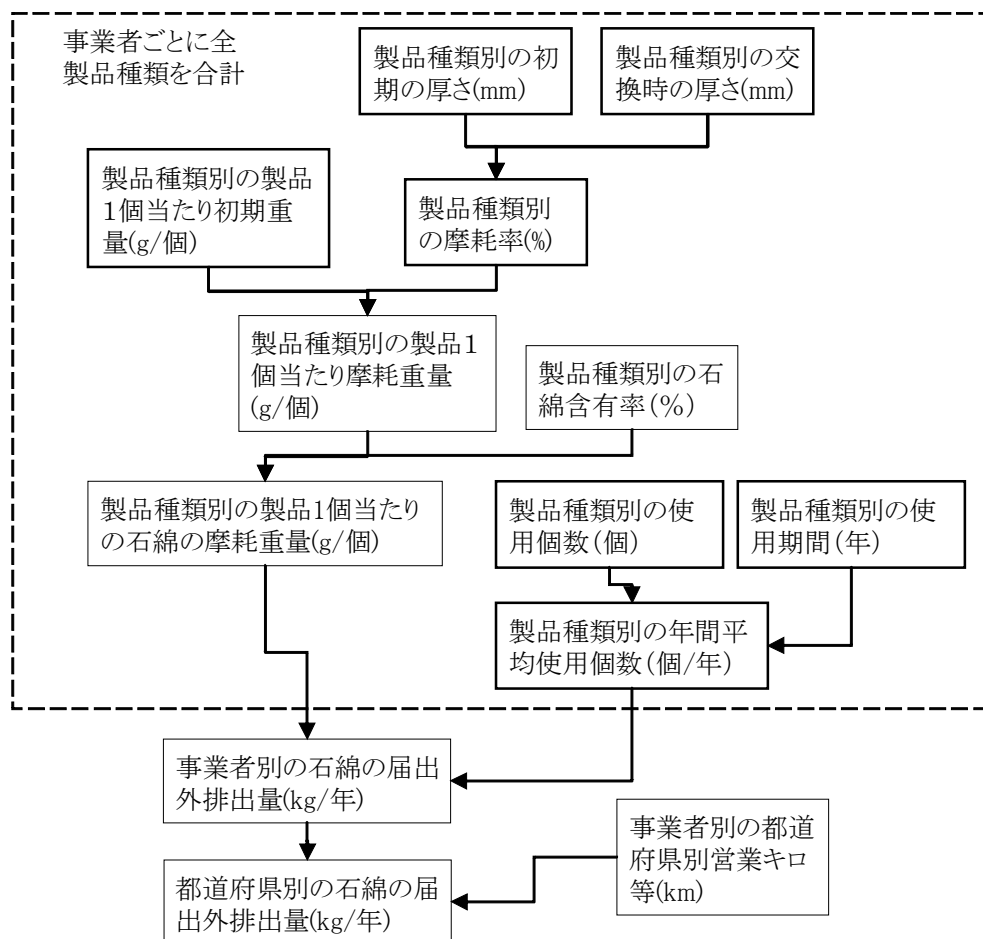 事業者ごとに全
製品種類を合計
製品種類別の初
期の厚さ(mm)
製品種類別の交
換時の厚さ(mm)
製品種類別の製品
1個当たり初期重
量(g/個)
製品種類別
の摩耗率(%)
製品種類別の製品1
個当たり摩耗重量
(g/個)
製品種類別の石
綿含有率(%)
製品種類別の製品1個当たり
の石綿の摩耗重量(g/個)
製品種類別の使
用個数(個)
製品種類別の使
用期間(年)
製品種類別の年間平
均使用個数(個/年)
事業者別の石綿の届出
外排出量(kg/年)
事業者別の都道
府県別営業キロ
等(km)
都道府県別の石綿の届
出外排出量(kg/年)